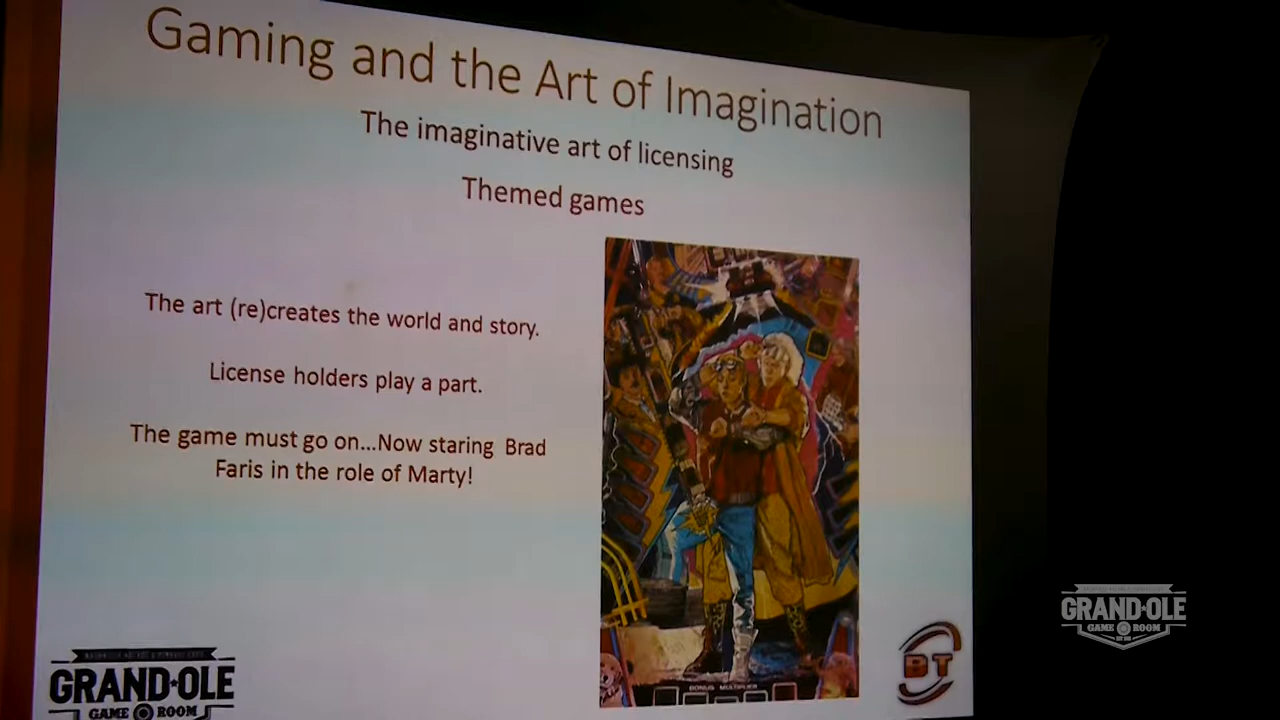 Gaming and the Art of Imagination
The imaginative art of licensing
Themed games
The art (re)creates the world and story.
License holders play a part.
The game must go on...Now staring Brad
Faris in the role of Marty!
BONUS MULTIPLIER
GRAND OLE
GAME ROOM
BT
GRAND OLE
GAME ROOM